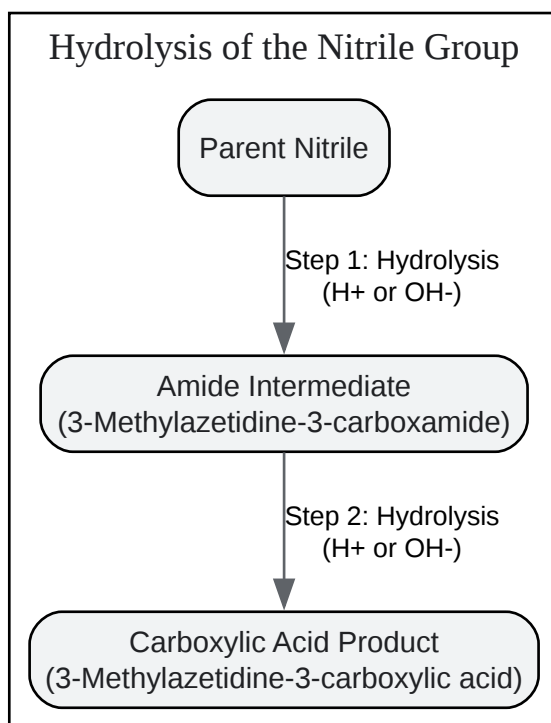 Hydrolysis of the Nitrile Group
Parent Nitrile
Step 1: Hydrolysis
(H+ or OH-)
Amide Intermediate
(3-Methylazetidine-3-carboxamide)
Step 2: Hydrolysis
(H+ or OH-)
Carboxylic Acid Product
(3-Methylazetidine-3-carboxylic acid)